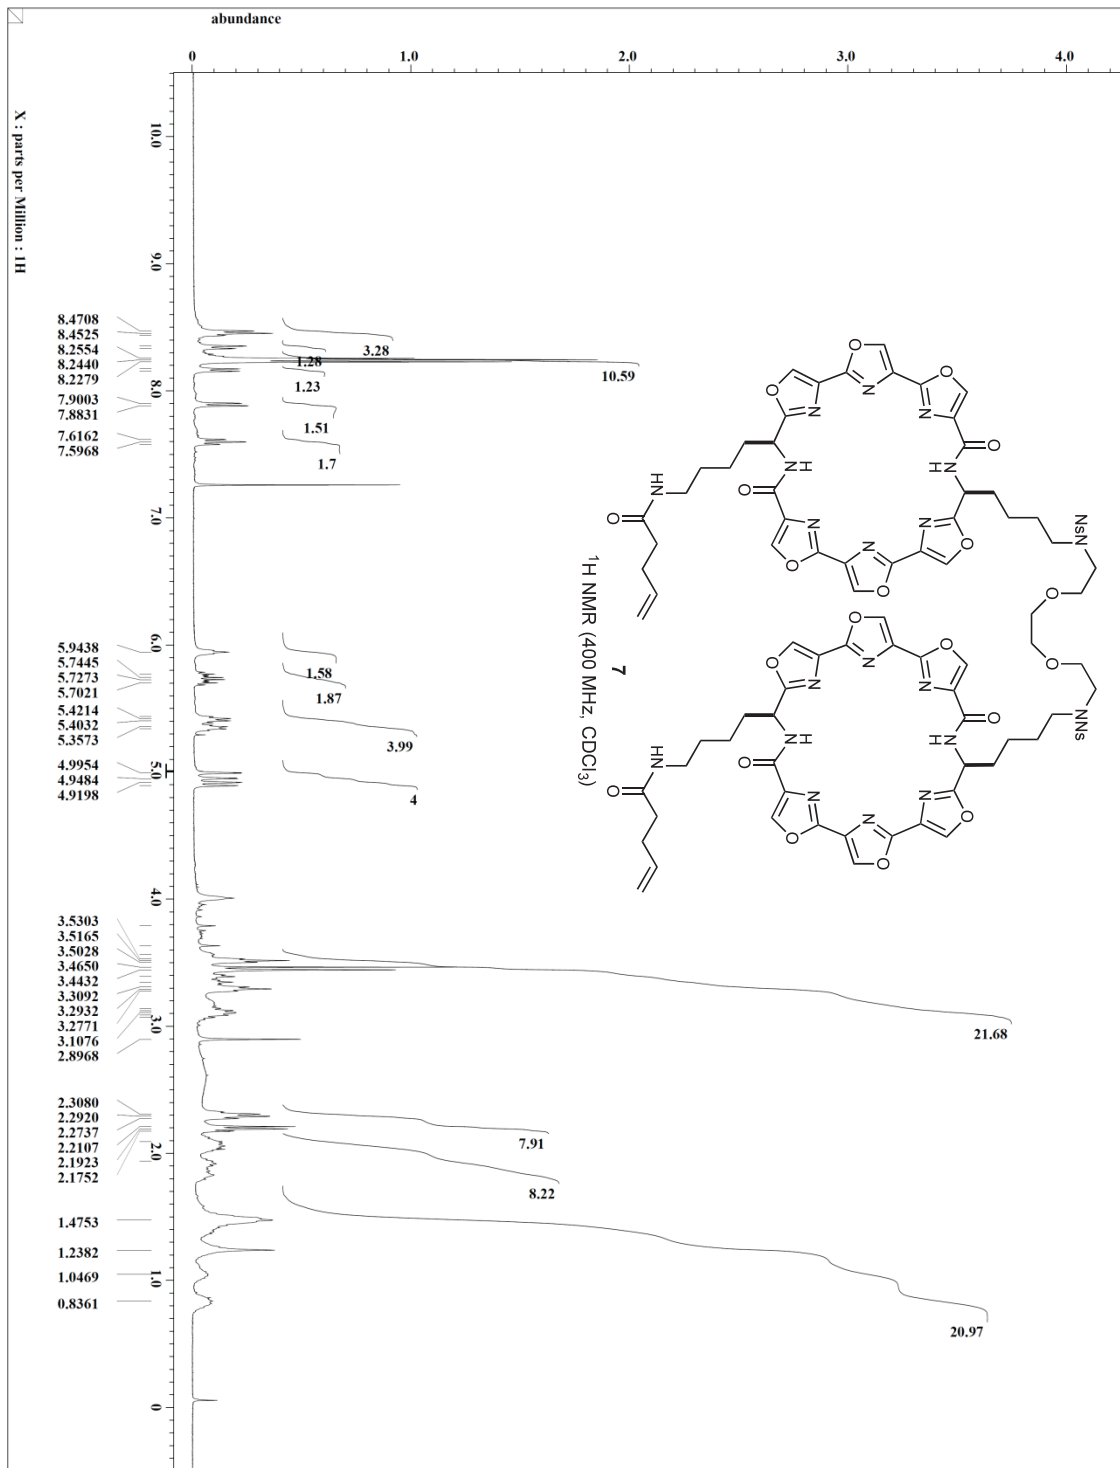 abundance
0
1.0
2.0
3.0
4.0
10.0
9.0
8.0
7.0
6.0
5.0
4.0
3.0
2.0
1.0
0
X : parts per Million : 1H
8.4708
8.4525
8.2554
8.2440
8.2279
7.9003
7.8831
7.6162
7.5968
5.9438
5.7445
5.7273
5.7021
5.4214
5.4032
5.3573
4.9954
4.9484
4.9198
3.5303
3.5165
3.5028
3.4650
3.4432
3.3092
3.2932
3.2771
3.1076
2.8968
2.3080
2.2920
2.2737
2.2107
2.1923
2.1752
1.4753
1.2382
1.0469
0.8361
3.28
1.28
10.59
1.23
1.51
1.7
1.58
1.87
3.99
4
21.68
7.91
8.22
20.97
O
N
O
N
O
N
O
N
H
N
H
O
N
O
N
O
N
O
H
N
O
Ns
N
O
O
NNs
O
N
O
N
O
N
O
N
H
N
H
O
N
O
N
O
N
O
H
N
O
7
¹H NMR (400 MHz, CDCl₃)